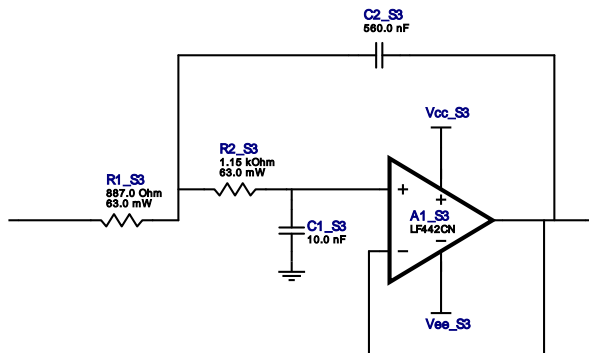 C2_S3
560.0 nF
Vcc_S3
R2_S3
1.15 kOhm
63.0 mW
R1_S3
887.0 Ohm
63.0 mW
+
+
A1_S3
LF442CN
C1_S3
10.0 nF
−
−
Vee_S3